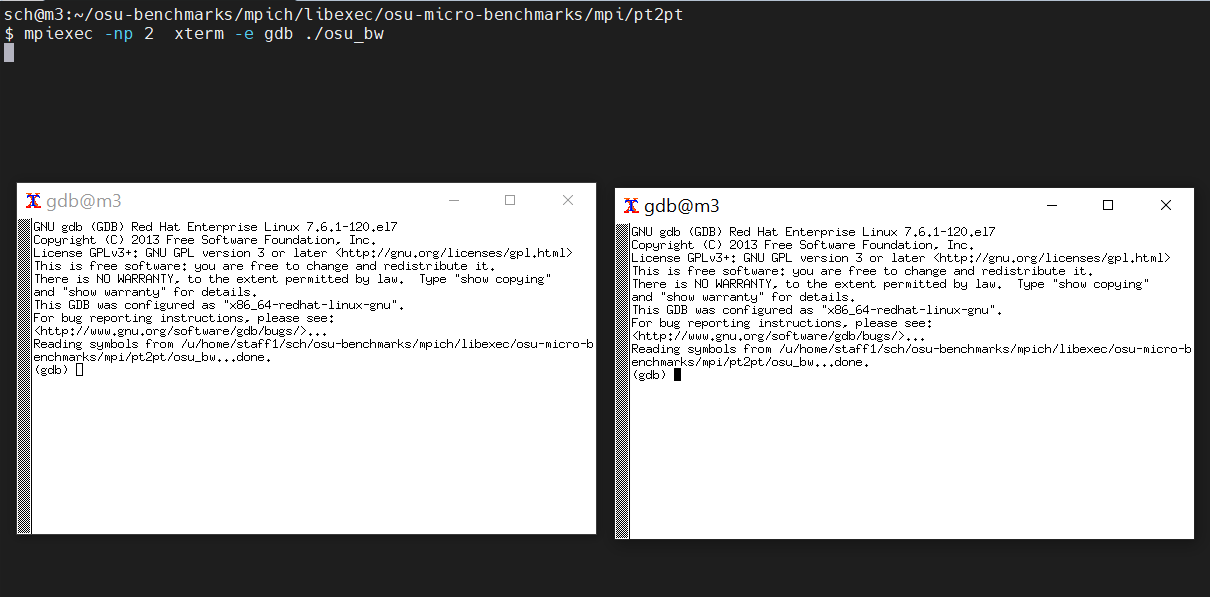 sch@m3:~/osu-benchmarks/mpich/libexec/osu-micro-benchmarks/mpi/pt2pt
$ mpiexec -np 2  xterm -e gdb ./osu_bw
gdb@m3
GNU gdb (GDB) Red Hat Enterprise Linux 7.6.1-120.el7
Copyright (C) 2013 Free Software Foundation, Inc.
License GPLv3+: GNU GPL version 3 or later <http://gnu.org/licenses/gpl.html>
This is free software: you are free to change and redistribute it.
There is NO WARRANTY, to the extent permitted by law.  Type "show copying"
and "show warranty" for details.
This GDB was configured as "x86_64-redhat-linux-gnu".
For bug reporting instructions, please see:
<http://www.gnu.org/software/gdb/bugs/>...
Reading symbols from /u/home/staff1/sch/osu-benchmarks/mpich/libexec/osu-micro-b
enchmarks/mpi/pt2pt/osu_bw...done.
(gdb)
gdb@m3
GNU gdb (GDB) Red Hat Enterprise Linux 7.6.1-120.el7
Copyright (C) 2013 Free Software Foundation, Inc.
License GPLv3+: GNU GPL version 3 or later <http://gnu.org/licenses/gpl.html>
This is free software: you are free to change and redistribute it.
There is NO WARRANTY, to the extent permitted by law.  Type "show copying"
and "show warranty" for details.
This GDB was configured as "x86_64-redhat-linux-gnu".
For bug reporting instructions, please see:
<http://www.gnu.org/software/gdb/bugs/>...
Reading symbols from /u/home/staff1/sch/osu-benchmarks/mpich/libexec/osu-micro-b
enchmarks/mpi/pt2pt/osu_bw...done.
(gdb)